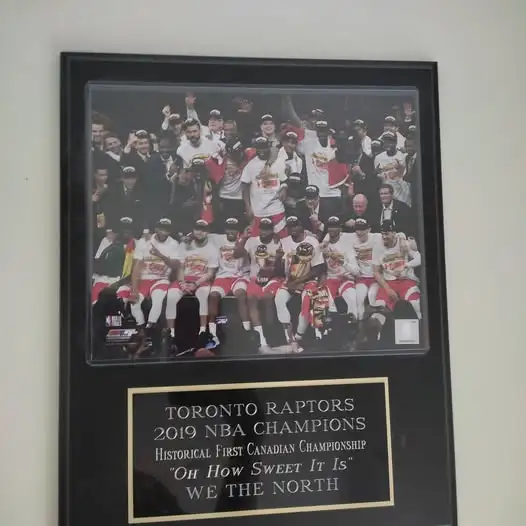 TORONTO RAPTORS
2019 NBA CHAMPIONS
HISTORICAL FIRST CANADIAN CHAMPIONSHIP
"OH HOW SWEET IT IS"
WE THE NORTH